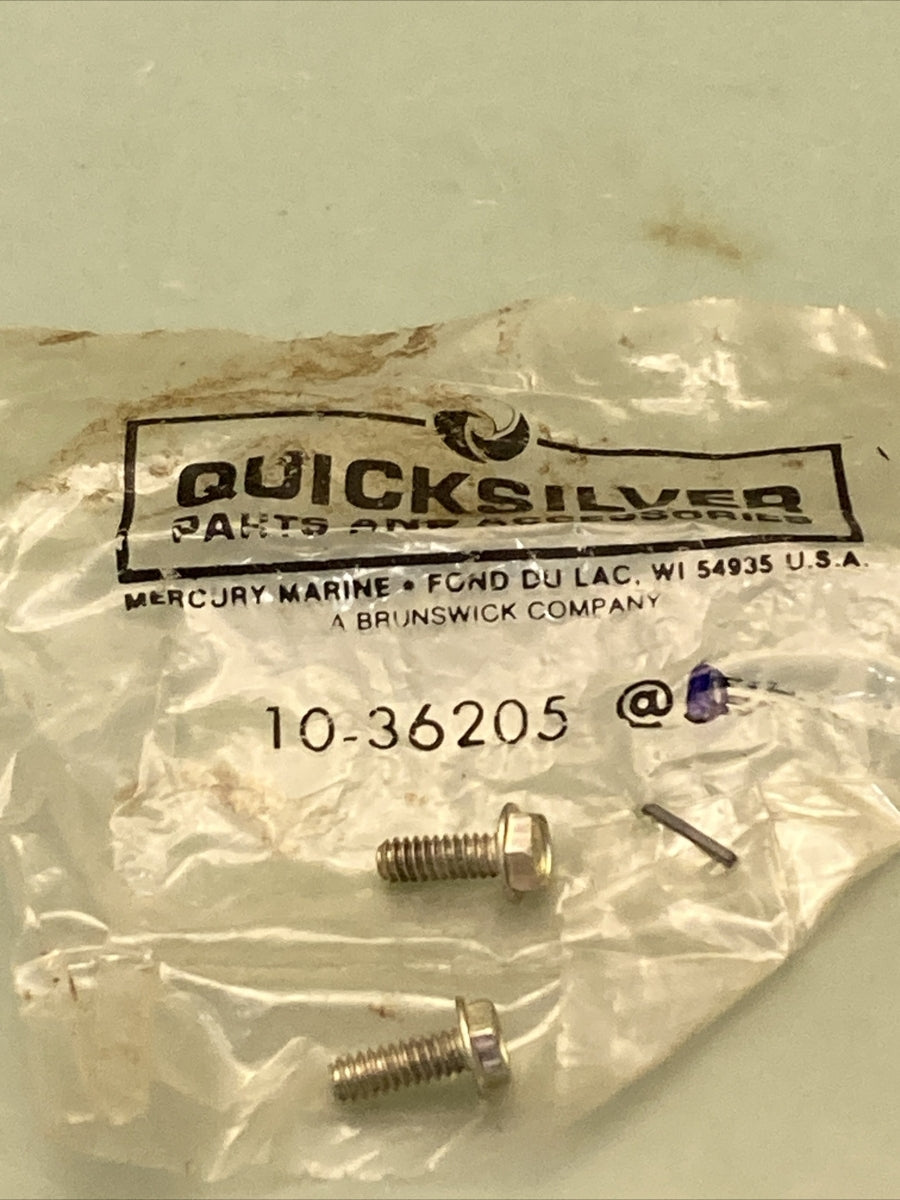 QUICKSILVER
PARTS AND ACCESSORIES
MERCURY MARINE • FOND DU LAC, WI 54935 U.S.A.
A BRUNSWICK COMPANY
10-36205 @